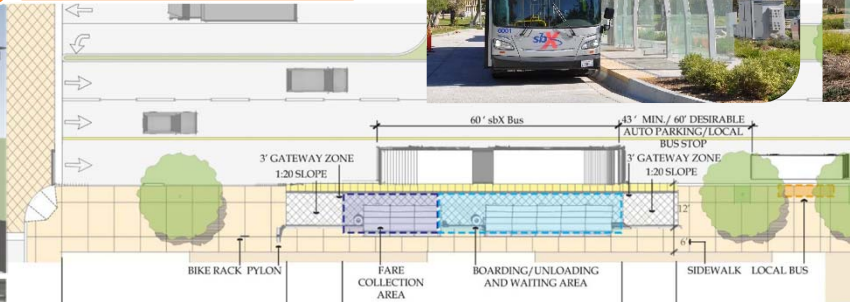 6001
sbX
60 ' sbX Bus
43 ' MIN./ 60' DESIRABLE
AUTO PARKING/LOCAL
BUS STOP
3' GATEWAY ZONE
1:20 SLOPE
3' GATEWAY ZONE
1:20 SLOPE
12'
6'
BIKE RACK
PYLON
FARE
COLLECTION
AREA
BOARDING/UNLOADING
AND WAITING AREA
SIDEWALK
LOCAL BUS